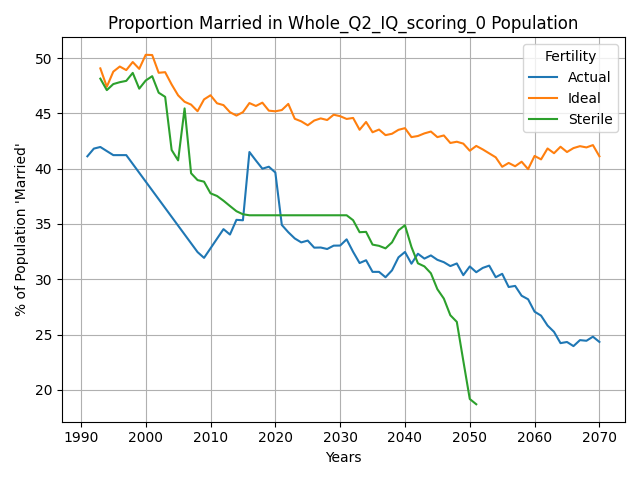 Proportion Married in Whole_Q2_IQ_scoring_0 Population
% of Population 'Married'
50
45
40
35
30
25
20
Fertility
Actual
Ideal
Sterile
1990 2000 2010 2020 2030 2040 2050 2060 2070
Years